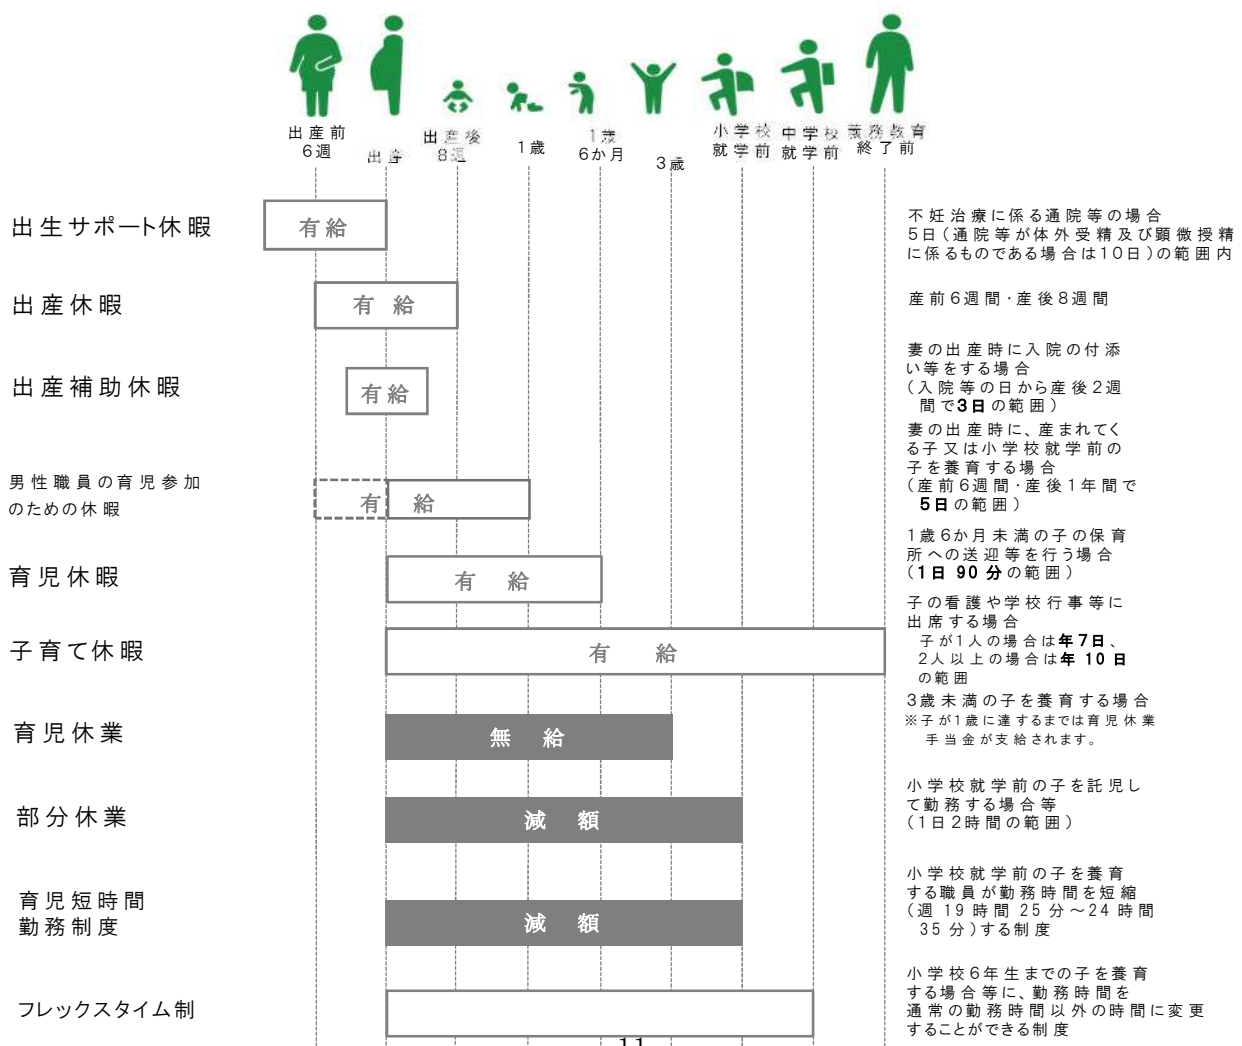 出産前
6週
出産
出産後
8週
1歳
1歳
6か月
3歳
小学校
就学前
中学校
就学前
義務教育
終了前
出生サポート休暇
有給
不妊治療に係る通院等の場合
5日(通院等が体外受精及び顕微授精
に係るものである場合は10日)の範囲内
出産休暇
有給
産前6週間・産後8週間
出産補助休暇
有給
妻の出産時に入院の付添
い等をする場合
(入院等の日から産後2週
間で3日の範囲)
男性職員の育児参加
のための休暇
有給
妻の出産時に、産まれてく
る子又は小学校就学前の
子を養育する場合
(産前6週間・産後1年間で
5日の範囲)
育児休暇
有給
1歳6か月未満の子の保育
所への送迎等を行う場合
(1日 90 分の範囲)
子育て休暇
有給
子の看護や学校行事等に
出席する場合
子が1人の場合は年7日、
2人以上の場合は年 10 日
の範囲
育児休業
無給
3歳未満の子を養育する場合
※子が1歳に達するまでは育児休業
手当金が支給されます。
部分休業
減額
小学校就学前の子を託児し
て勤務する場合等
(1日2時間の範囲)
育児短時間
勤務制度
減額
小学校就学前の子を養育
する職員が勤務時間を短縮
(週 19 時間 25 分~24 時間
35 分)する制度
フレックスタイム制
小学校6年生までの子を養育
する場合等に、勤務時間を
通常の勤務時間以外の時間に変更
することができる制度
11